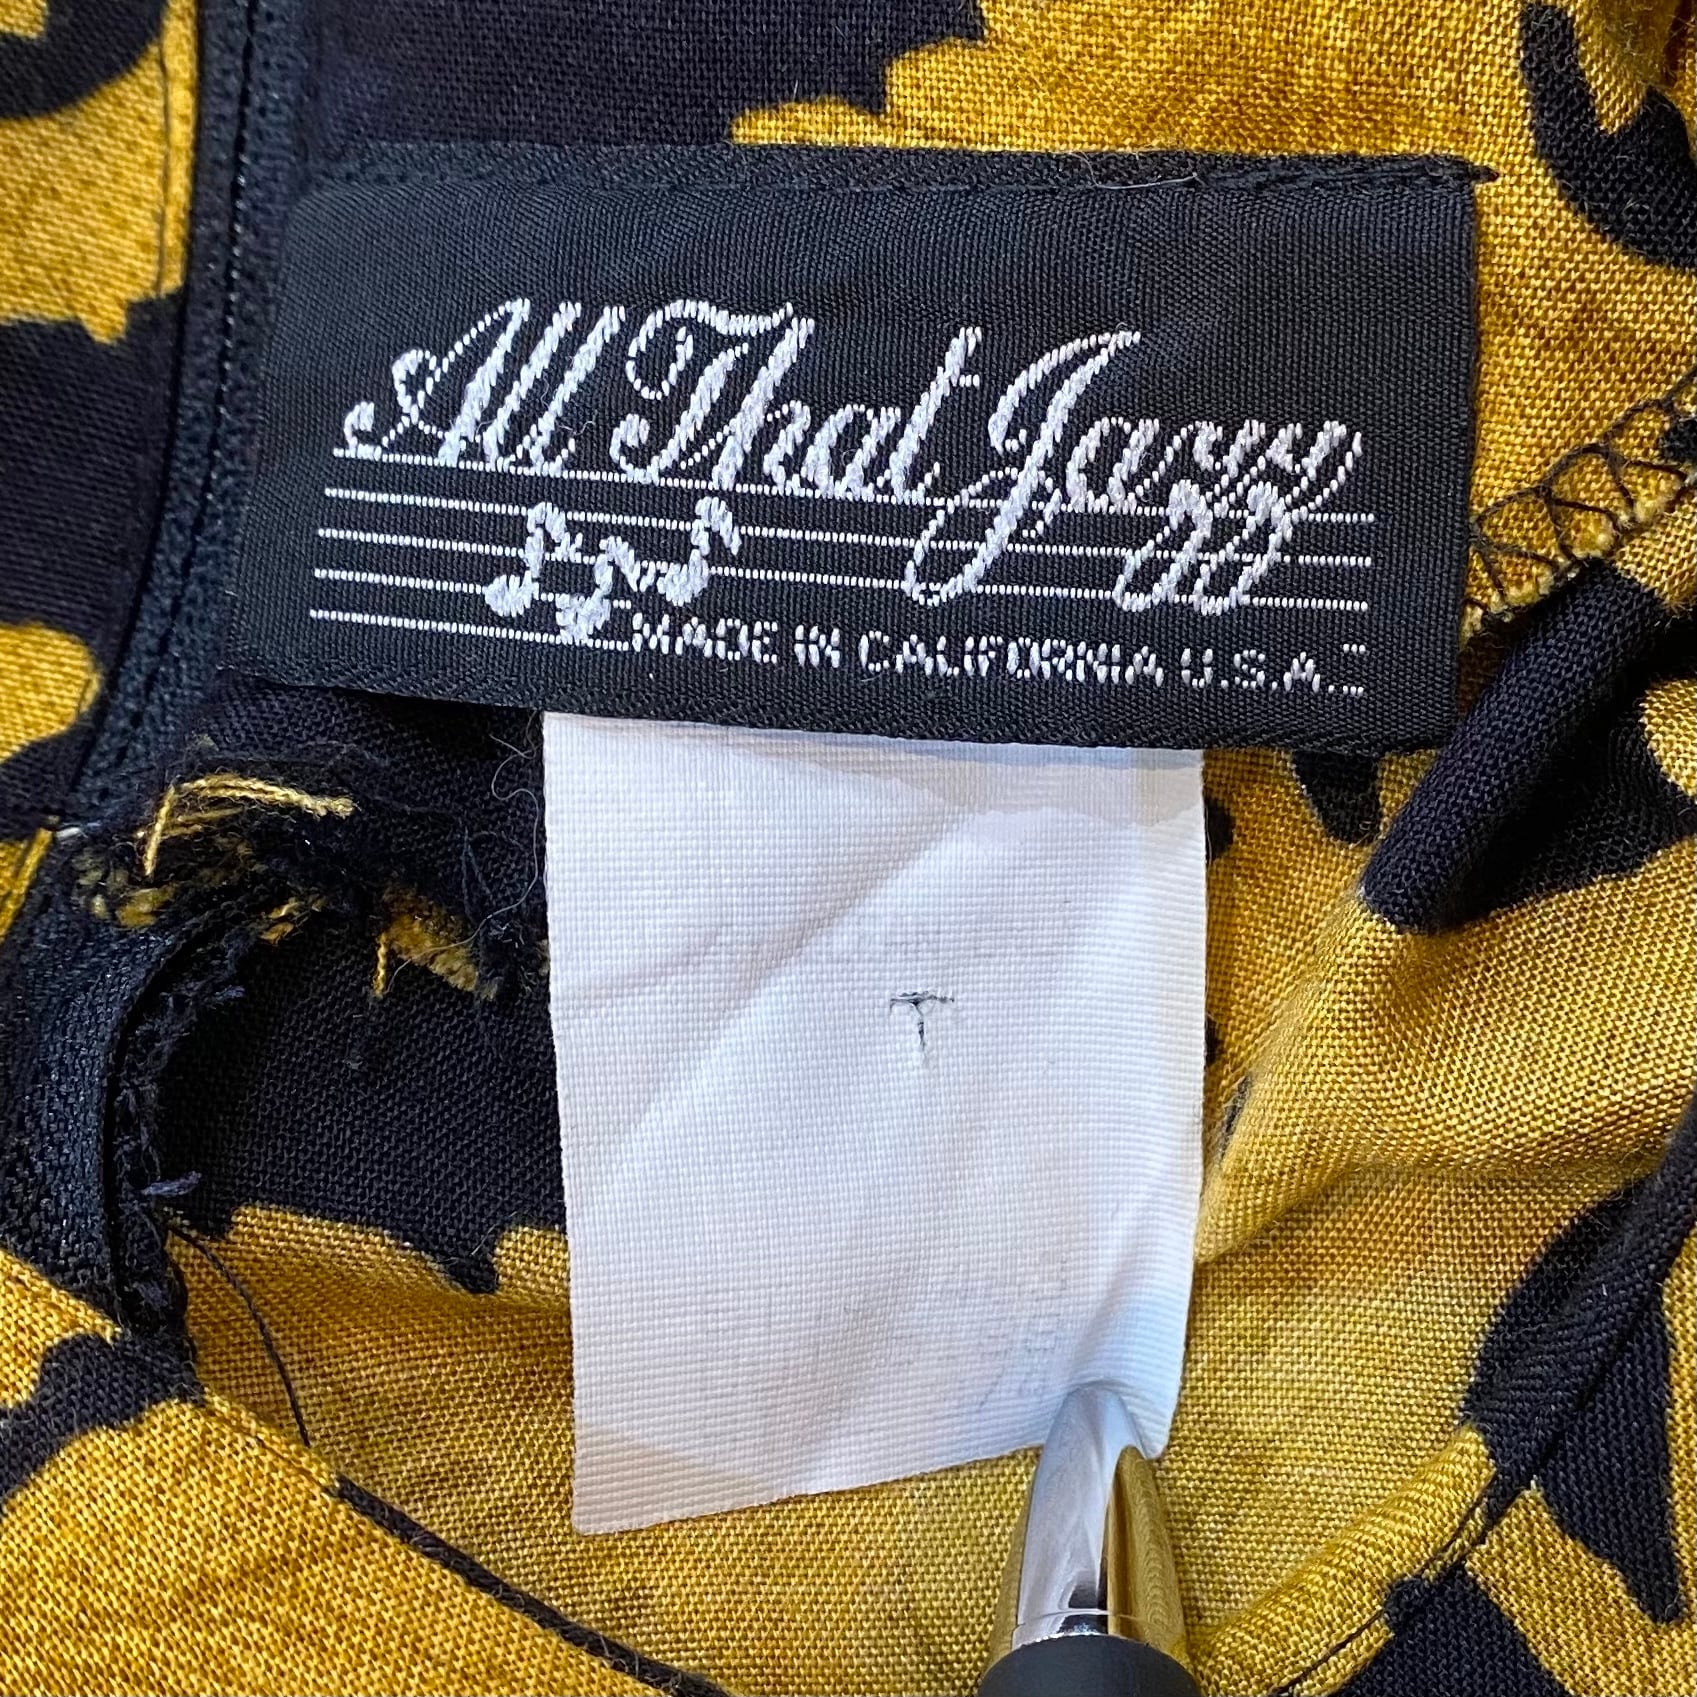 All That Jazz
MADE IN CALIFORNIA U.S.A.
T